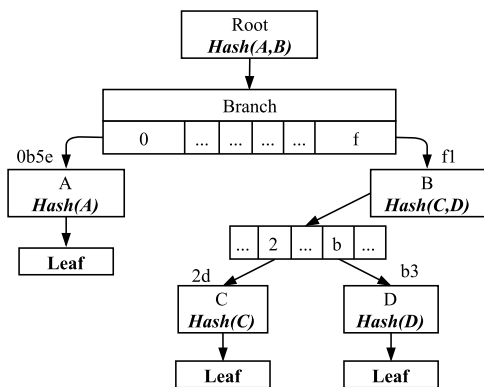 Root
Hash(A,B)
Branch
0 ... ... ... ... f
0b5e
f1
A
Hash(A)
B
Hash(C,D)
Leaf
... 2 ... b ...
2d
b3
C
Hash(C)
D
Hash(D)
Leaf
Leaf